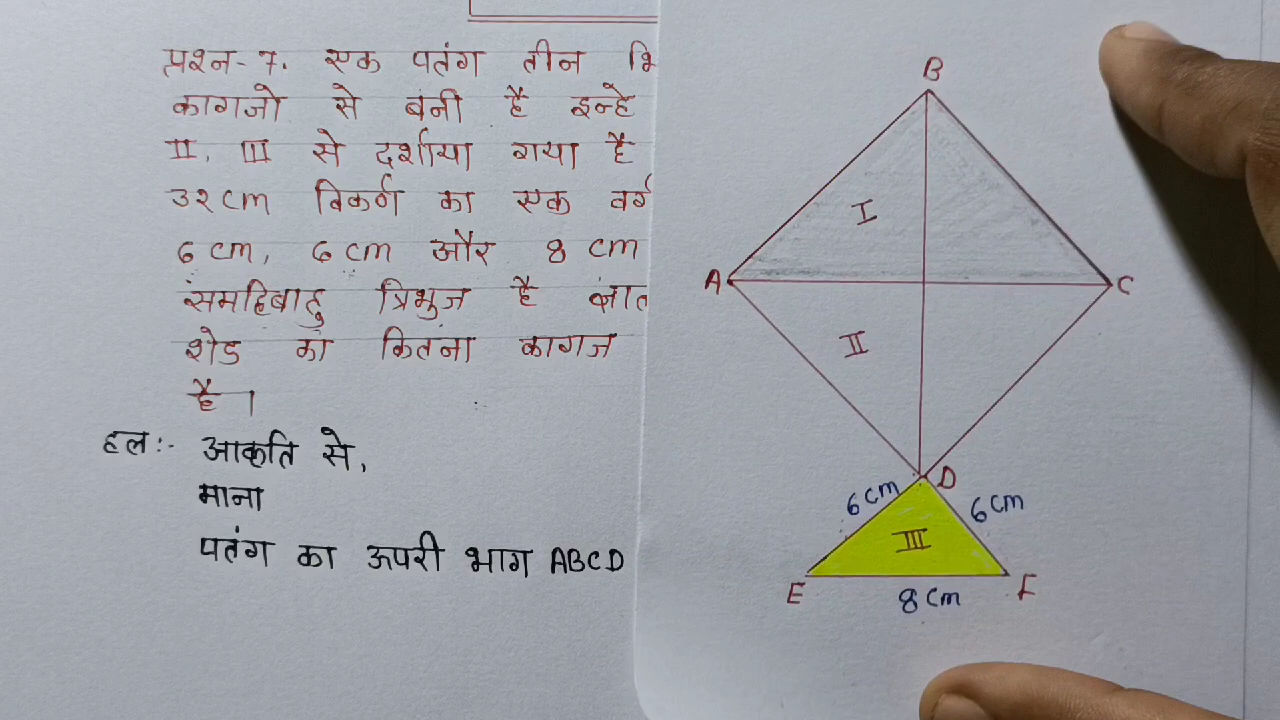 प्रश्न-7. एक पतंग तीन
कागजो से बनी है इन्हे
II, III से दर्शाया गया है
32 cm विकर्ण का एक वर्ग
6 cm, 6 cm और 8 cm
समद्विबाहु त्रिभुज है
शेड का कितना कागज
है।
हल:- आकृति से,
माना
पतंग का ऊपरी भाग ABCD
B
I
A
C
II
D
6 cm
6 cm
III
E
F
8 cm